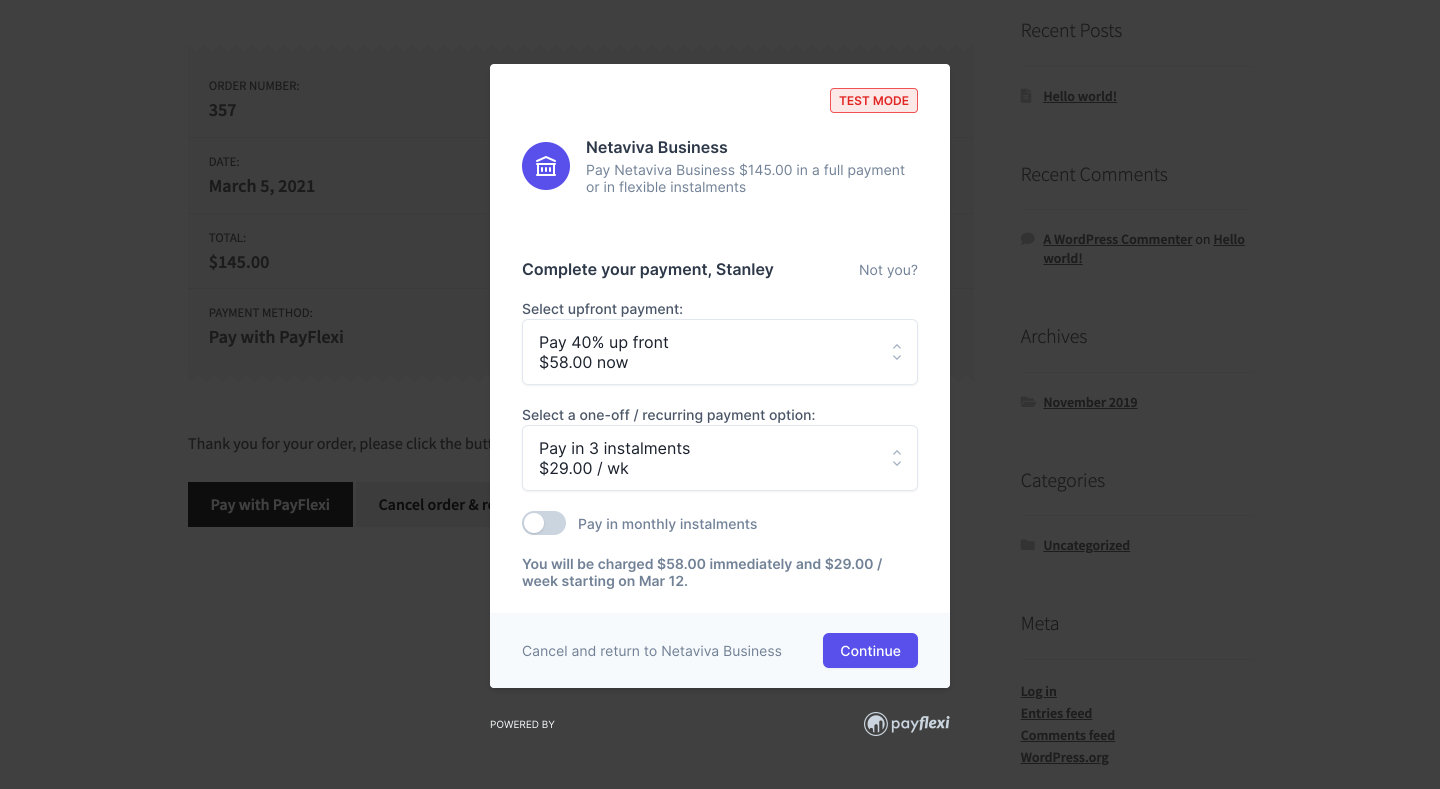 ORDER NUMBER:
357
DATE:
March 5, 2021
TOTAL:
$145.00
PAYMENT METHOD:
Pay with PayFlexi
Thank you for your order, please click the
Pay with PayFlexi
Cancel order &
TEST MODE
Netaviva Business
Pay Netaviva Business $145.00 in a full payment
or in flexible instalments
Complete your payment, Stanley
Not you?
Select upfront payment:
Pay 40% up front
$58.00 now
Select a one-off / recurring payment option:
Pay in 3 instalments
$29.00 / wk
Pay in monthly instalments
You will be charged $58.00 immediately and $29.00 /
week starting on Mar 12.
Cancel and return to Netaviva Business
Continue
POWERED BY
payflexi
Recent Posts
Hello world!
Recent Comments
A WordPress Commenter on Hello
world!
Archives
November 2019
Categories
Uncategorized
Meta
Log in
Entries feed
Comments feed
WordPress.org